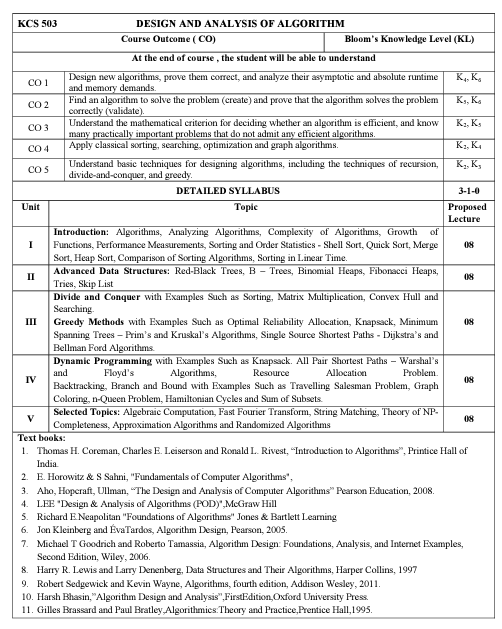 KCS 503 DESIGN AND ANALYSIS OF ALGORITHM
Course Outcome ( CO) Bloom's Knowledge Level (KL)
At the end of course , the student will be able to understand
CO 1 Design new algorithms, prove them correct, and analyze their asymptotic and absolute runtime and memory demands. K4, K6
CO 2 Find an algorithm to solve the problem (create) and prove that the algorithm solves the problem correctly (validate). K5, K6
CO 3 Understand the mathematical criterion for deciding whether an algorithm is efficient, and know many practically important problems that do not admit any efficient algorithms. K2, K5
CO 4 Apply classical sorting, searching, optimization and graph algorithms. K2, K4
CO 5 Understand basic techniques for designing algorithms, including the techniques of recursion, divide-and-conquer, and greedy. K2, K3
DETAILED SYLLABUS 3-1-0
Unit Topic Proposed Lecture
I Introduction: Algorithms, Analyzing Algorithms, Complexity of Algorithms, Growth of
Functions, Performance Measurements, Sorting and Order Statistics - Shell Sort, Quick Sort, Merge
Sort, Heap Sort, Comparison of Sorting Algorithms, Sorting in Linear Time. 08
II Advanced Data Structures: Red-Black Trees, B – Trees, Binomial Heaps, Fibonacci Heaps,
Tries, Skip List 08
III Divide and Conquer with Examples Such as Sorting, Matrix Multiplication, Convex Hull and
Searching.
Greedy Methods with Examples Such as Optimal Reliability Allocation, Knapsack, Minimum
Spanning Trees – Prim's and Kruskal's Algorithms, Single Source Shortest Paths - Dijkstra's and
Bellman Ford Algorithms. 08
IV Dynamic Programming with Examples Such as Knapsack. All Pair Shortest Paths – Warshal's
and Floyd's Algorithms, Resource Allocation Problem.
Backtracking, Branch and Bound with Examples Such as Travelling Salesman Problem, Graph
Coloring, n-Queen Problem, Hamiltonian Cycles and Sum of Subsets. 08
V Selected Topics: Algebraic Computation, Fast Fourier Transform, String Matching, Theory of NP-
Completeness, Approximation Algorithms and Randomized Algorithms 08
Text books:
1. Thomas H. Coreman, Charles E. Leiserson and Ronald L. Rivest, "Introduction to Algorithms", Printice Hall of
India.
2. E. Horowitz & S Sahni, "Fundamentals of Computer Algorithms",
3. Aho, Hopcraft, Ullman, "The Design and Analysis of Computer Algorithms" Pearson Education, 2008.
4. LEE "Design & Analysis of Algorithms (POD)",McGraw Hill
5. Richard E.Neapolitan "Foundations of Algorithms" Jones & Bartlett Learning
6. Jon Kleinberg and ÉvaTardos, Algorithm Design, Pearson, 2005.
7. Michael T Goodrich and Roberto Tamassia, Algorithm Design: Foundations, Analysis, and Internet Examples,
Second Edition, Wiley, 2006.
8. Harry R. Lewis and Larry Denenberg, Data Structures and Their Algorithms, Harper Collins, 1997
9. Robert Sedgewick and Kevin Wayne, Algorithms, fourth edition, Addison Wesley, 2011.
10. Harsh Bhasin,"Algorithm Design and Analysis",FirstEdition,Oxford University Press.
11. Gilles Brassard and Paul Bratley,Algorithmics:Theory and Practice,Prentice Hall,1995.